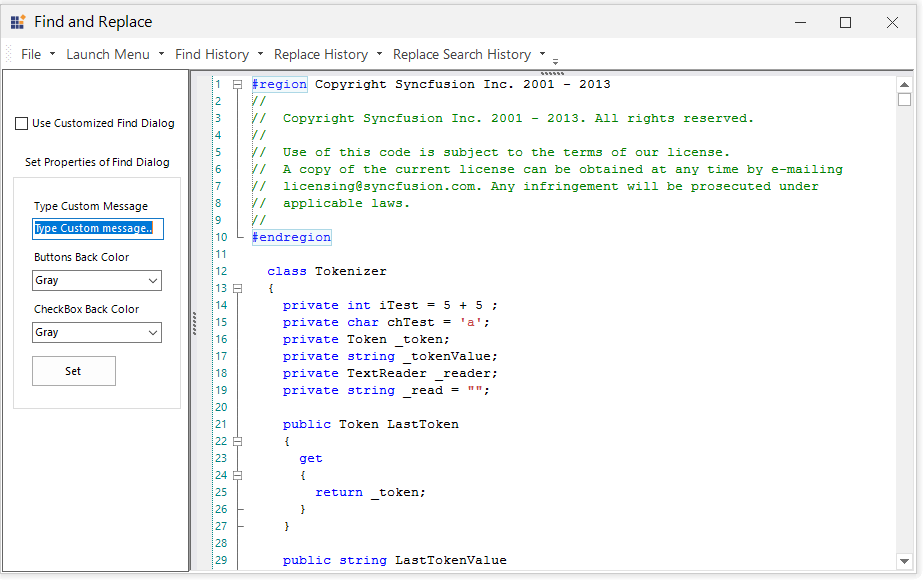 Find and Replace
File Launch Menu Find History Replace History Replace Search History
Use Customized Find Dialog
Set Properties of Find Dialog
Type Custom Message
Type Custom message..
Buttons Back Color
Gray
CheckBox Back Color
Gray
Set
1 #region Copyright Syncfusion Inc. 2001 - 2013
2 //
3 //  Copyright Syncfusion Inc. 2001 - 2013. All rights reserved.
4 //
5 //  Use of this code is subject to the terms of our license.
6 //  A copy of the current license can be obtained at any time by e-mailing
7 //  licensing@syncfusion.com. Any infringement will be prosecuted under
8 //  applicable laws.
9 //
10 #endregion
11
12 class Tokenizer
13 {
14 private int iTest = 5 + 5 ;
15 private char chTest = 'a';
16 private Token _token;
17 private string _tokenValue;
18 private TextReader _reader;
19 private string _read = "";
20
21 public Token LastToken
22 {
23 get
24 {
25 return _token;
26 }
27 }
28
29 public string LastTokenValue